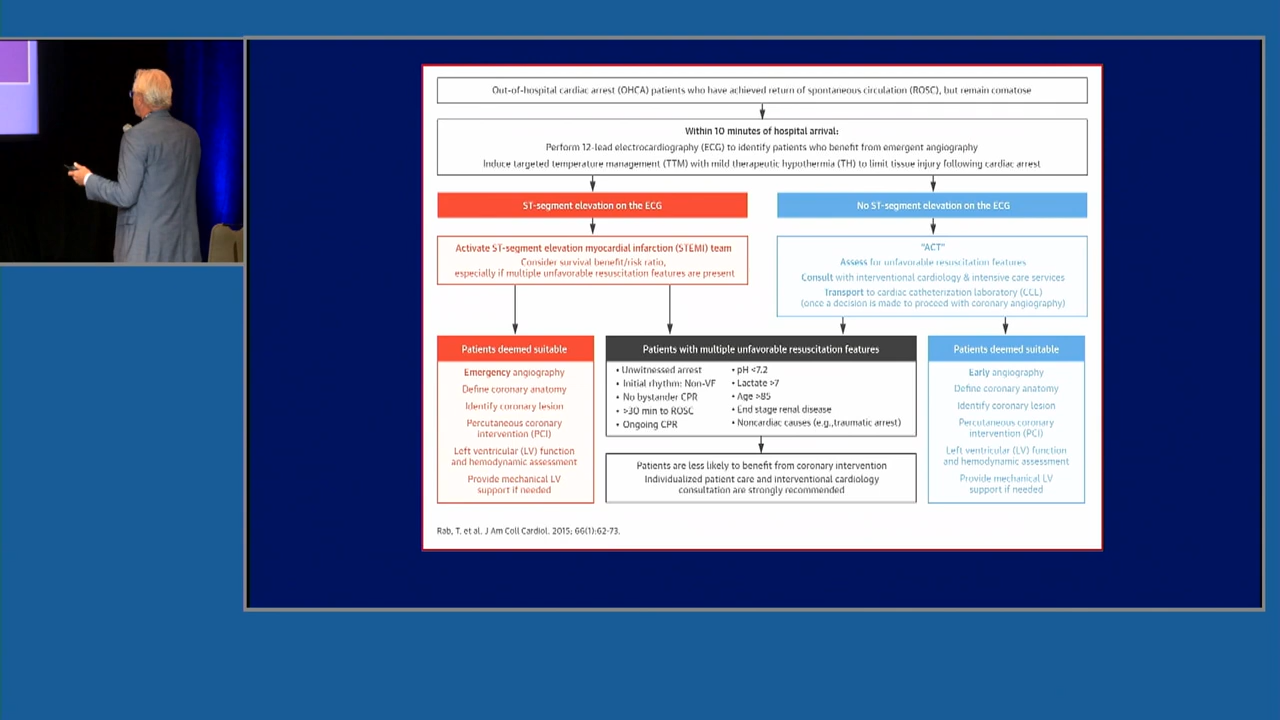 Out-of-hospital cardiac arrest (OHCA) patients who have achieved return of spontaneous circulation (ROSC), but remain comatose
Within 10 minutes of hospital arrival:
Perform 12-lead electrocardiography (ECG) to identify patients who benefit from emergent angiography
Induce targeted temperature management (TTM) with mild therapeutic hypothermia (TH) to limit tissue injury following cardiac arrest
ST-segment elevation on the ECG
No ST-segment elevation on the ECG
Activate ST-segment elevation myocardial infarction (STEMI) team
Consider survival benefit/risk ratio,
especially if multiple unfavorable resuscitation features are present
"ACT"
Assess for unfavorable resuscitation features
Consult with interventional cardiology & intensive care services
Transport to cardiac catheterization laboratory (CCL)
(once a decision is made to proceed with coronary angiography)
Patients deemed suitable
Emergency angiography
Define coronary anatomy
Identify coronary lesion
Percutaneous coronary
intervention (PCI)
Left ventricular (LV) function
and hemodynamic assessment
Provide mechanical LV
support if needed
Patients with multiple unfavorable resuscitation features
• Unwitnessed arrest
• Initial rhythm: Non-VF
• No bystander CPR
• >30 min to ROSC
• Ongoing CPR
• pH <7.2
• Lactate >7
• Age >85
• End stage renal disease
• Noncardiac causes (e.g.,traumatic arrest)
Patients are less likely to benefit from coronary intervention
Individualized patient care and interventional cardiology
consultation are strongly recommended
Patients deemed suitable
Early angiography
Define coronary anatomy
Identify coronary lesion
Percutaneous coronary
intervention (PCI)
Left ventricular (LV) function
and hemodynamic assessment
Provide mechanical LV
support if needed
Rab, T. et al. J Am Coll Cardiol. 2015; 66(1):62-73.